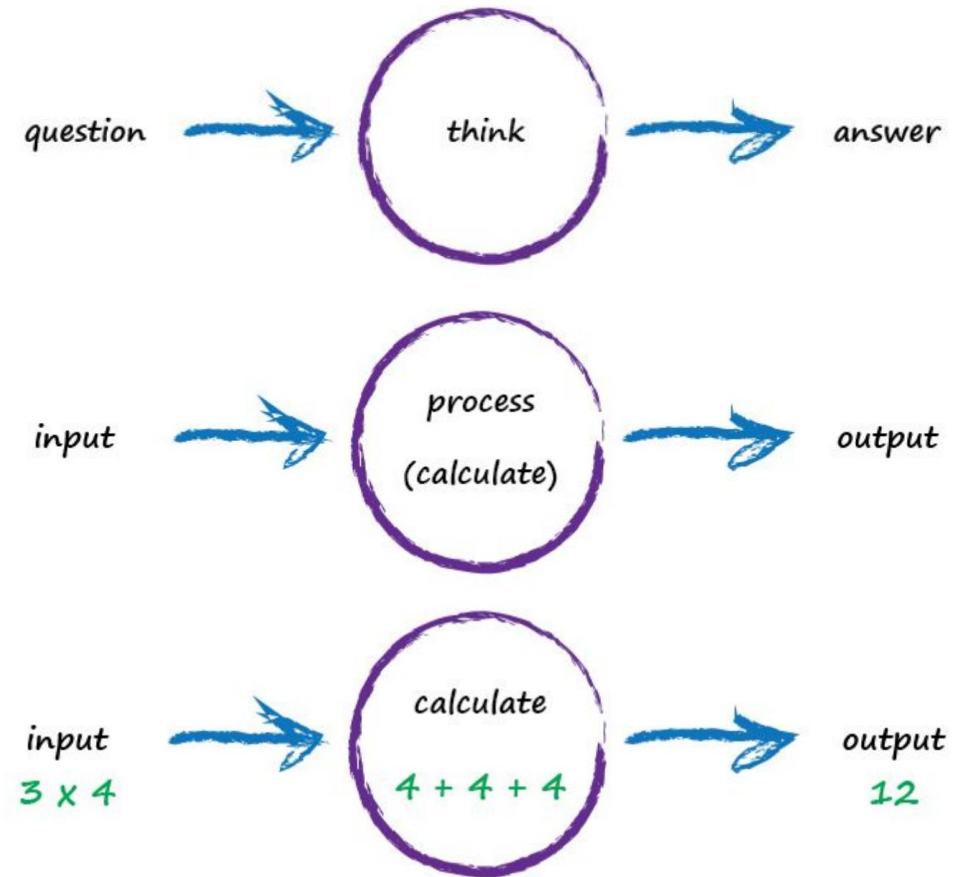 question think answer
input process output
(calculate)
calculate
input output
3 x 4 4 + 4 + 4 12